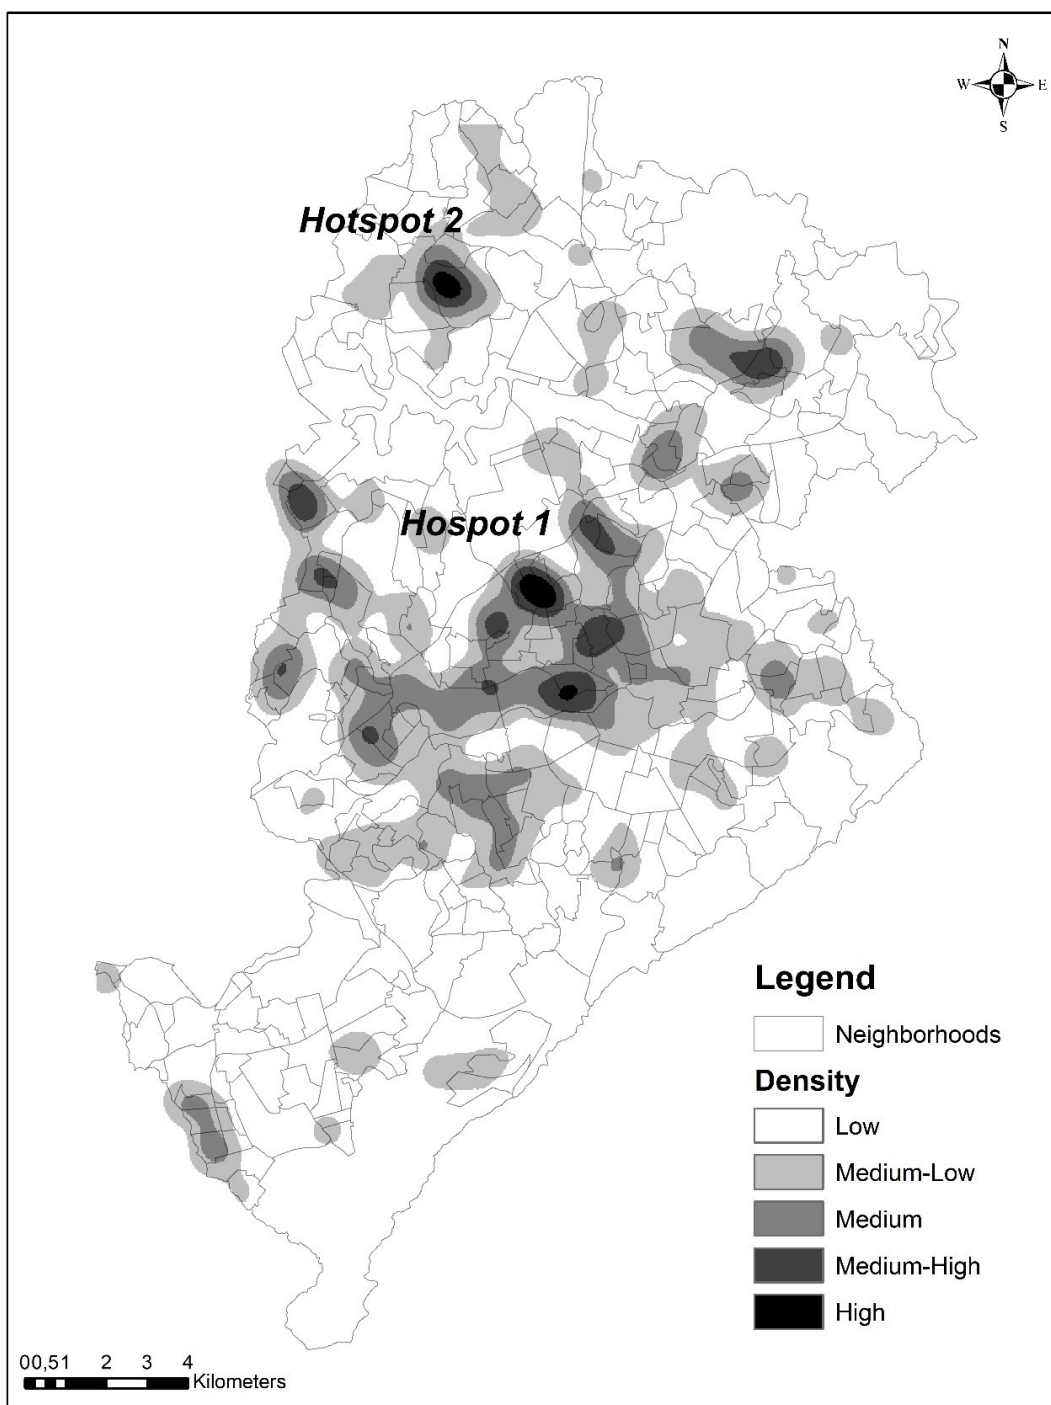 N
W E
S
Hotspot 2
Hospot 1
Legend
Neighborhoods
Density
Low
Medium-Low
Medium
Medium-High
High
00,51 2 3 4
Kilometers